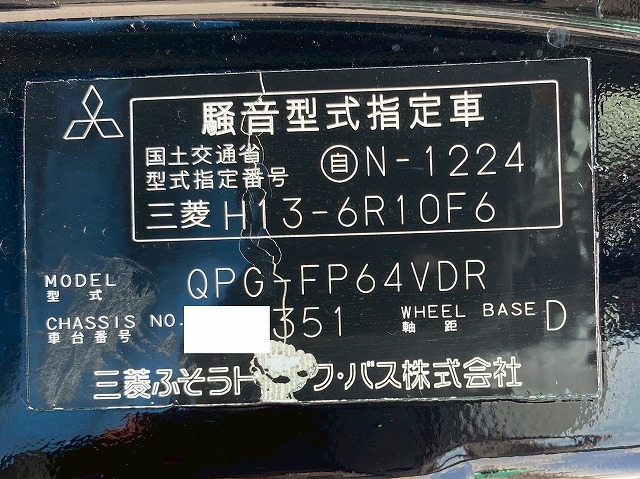 騒音型式指定車
国土交通省
型式指定番号
自N-1224
三菱 H13-6R10F6
MODEL QPG-FP64VDR
型式
CHASSIS NO. 351 WHEEL BASE D
車台番号 軸距
三菱ふそうト ク・バス株式会社